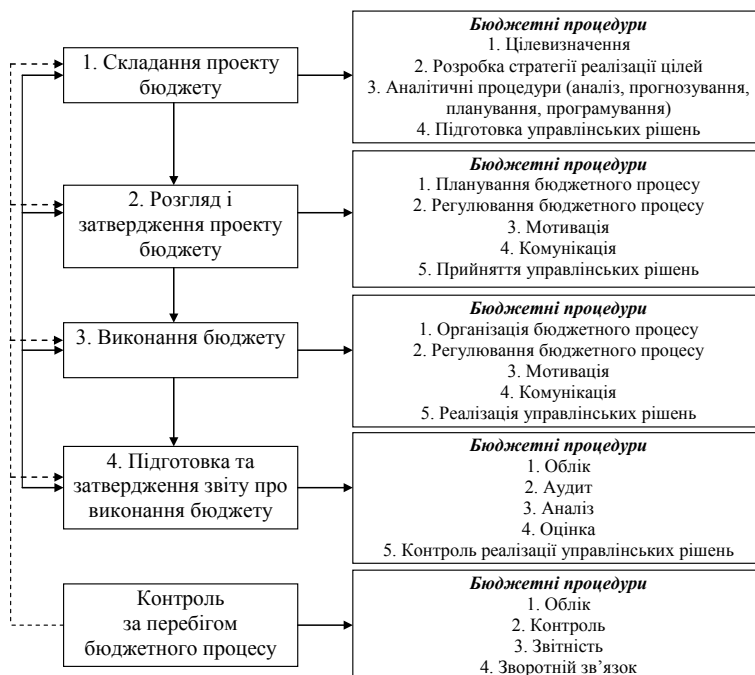 1. Складання проекту
бюджету
Бюджетні процедури
1. Цілевизначення
2. Розробка стратегії реалізації цілей
3. Аналітичні процедури (аналіз, прогнозування,
планування, програмування)
4. Підготовка управлінських рішень
2. Розгляд і
затвердження проекту
бюджету
Бюджетні процедури
1. Планування бюджетного процесу
2. Регулювання бюджетного процесу
3. Мотивація
4. Комунікація
5. Прийняття управлінських рішень
3. Виконання бюджету
Бюджетні процедури
1. Організація бюджетного процесу
2. Регулювання бюджетного процесу
3. Мотивація
4. Комунікація
5. Реалізація управлінських рішень
4. Підготовка та
затвердження звіту про
виконання бюджету
Бюджетні процедури
1. Облік
2. Аудит
3. Аналіз
4. Оцінка
5. Контроль реалізації управлінських рішень
Контроль
за перебігом
бюджетного процесу
Бюджетні процедури
1. Облік
2. Контроль
3. Звітність
4. Зворотній зв’язок